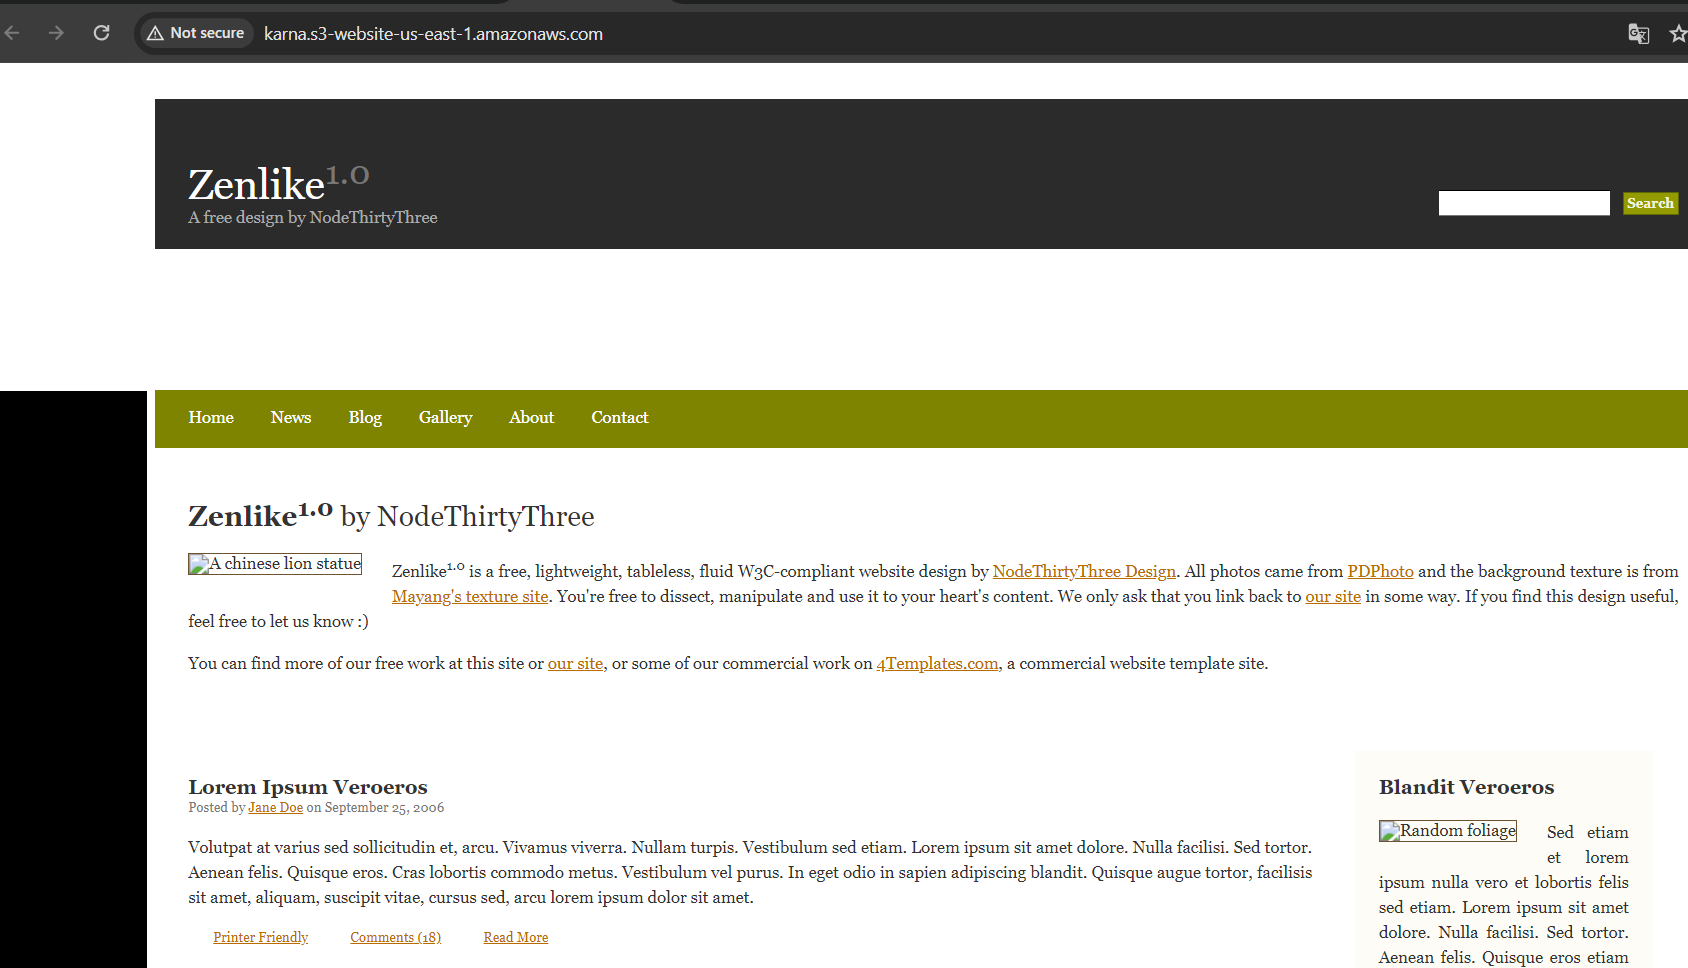 Not secure karna.s3-website-us-east-1.amazonaws.com
Zenlike1.0
A free design by NodeThirtyThree
Search
Home News Blog Gallery About Contact
Zenlike1.0 by NodeThirtyThree
A chinese lion statue
Zenlike1.0 is a free, lightweight, tableless, fluid W3C-compliant website design by NodeThirtyThree Design. All photos came from PDPhoto and the background texture is from
Mayang's texture site. You're free to dissect, manipulate and use it to your heart's content. We only ask that you link back to our site in some way. If you find this design useful,
feel free to let us know :)
You can find more of our free work at this site or our site, or some of our commercial work on 4Templates.com, a commercial website template site.
Lorem Ipsum Veroeros
Posted by Jane Doe on September 25, 2006
Volutpat at varius sed sollicitudin et, arcu. Vivamus viverra. Nullam turpis. Vestibulum sed etiam. Lorem ipsum sit amet dolore. Nulla facilisi. Sed tortor.
Aenean felis. Quisque eros. Cras lobortis commodo metus. Vestibulum vel purus. In eget odio in sapien adipiscing blandit. Quisque augue tortor, facilisis
sit amet, aliquam, suscipit vitae, cursus sed, arcu lorem ipsum dolor sit amet.
Printer Friendly Comments (18) Read More
Blandit Veroeros
Random foliage
Sed etiam
et lorem
ipsum nulla vero et lobortis felis
sed etiam. Lorem ipsum sit amet
dolore. Nulla facilisi. Sed tortor.
Aenean felis. Quisque eros etiam